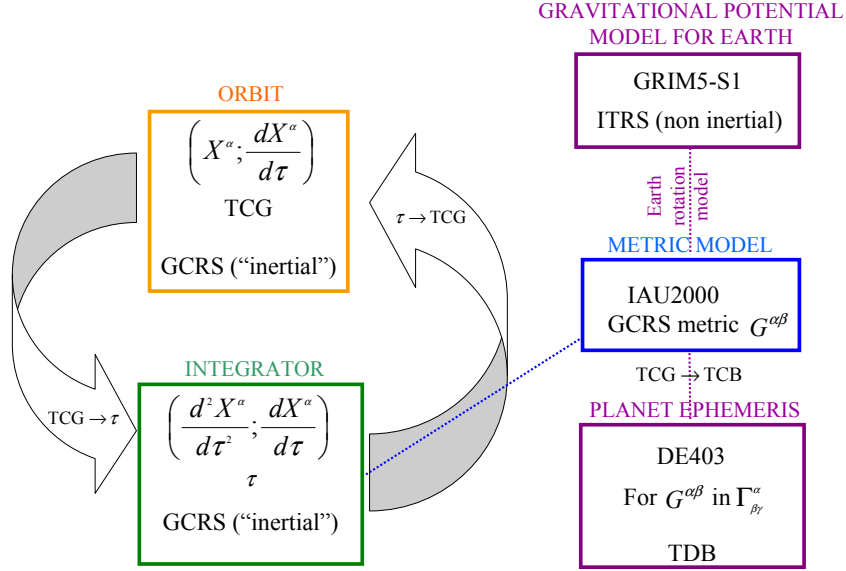 GRAVITATIONAL POTENTIAL
MODEL FOR EARTH
GRIM5-S1
ITRS (non inertial)
Earth
rotation
model
ORBIT
(X^α; dX^α/dτ)
TCG
GCRS (“inertial”)
τ → TCG
METRIC MODEL
IAU2000
GCRS metric G^{αβ}
TCG → TCB
INTEGRATOR
(d²X^α/dτ²; dX^α/dτ)
τ
GCRS (“inertial”)
TCG → τ
PLANET EPHEMERIS
DE403
For G^{αβ} in Γ^α_{βγ}
TDB